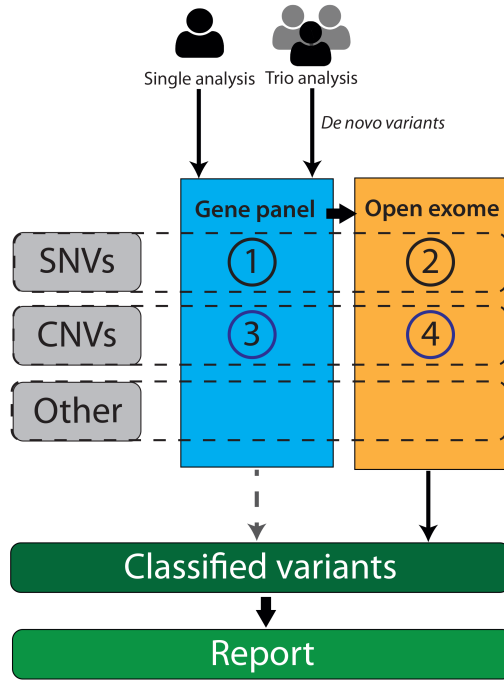 Single analysis
Trio analysis
De novo variants
Gene panel
Open exome
SNVs
1
2
CNVs
3
4
Other
Classified variants
Report